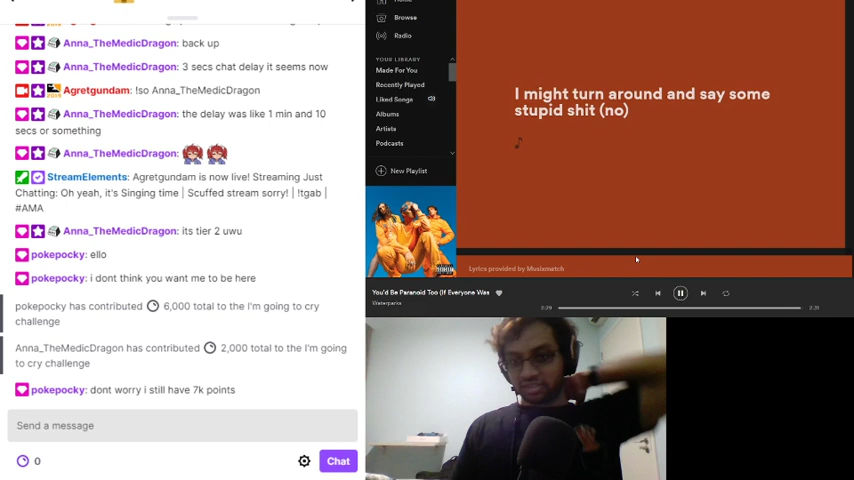 Anna_TheMedicDragon: back up
Anna_TheMedicDragon: 3 secs chat delay it seems now
Agretgundam: !so Anna_TheMedicDragon
Anna_TheMedicDragon: the delay was like 1 min and 10
secs or something
Anna_TheMedicDragon:
StreamElements: Agretgundam is now live! Streaming Just
Chatting: Oh yeah, it's Singing time | Scuffed stream sorry! | !tgab |
#AMA
Anna_TheMedicDragon: its tier 2 uwu
pokepocky: ello
pokepocky: i dont think you want me to be here
pokepocky has contributed 6,000 total to the I'm going to cry
challenge
Anna_TheMedicDragon has contributed 2,000 total to the I'm going
to cry challenge
pokepocky: dont worry i still have 7k points
Send a message
0
Chat
Browse
Radio
YOUR LIBRARY
Made For You
Recently Played
Liked Songs
Albums
Artists
Podcasts
New Playlist
I might turn around and say some
stupid shit (no)
♪
Lyrics provided by Musixmatch
You'd Be Paranoid Too (If Everyone Was
Waterparks
2:29
2:31